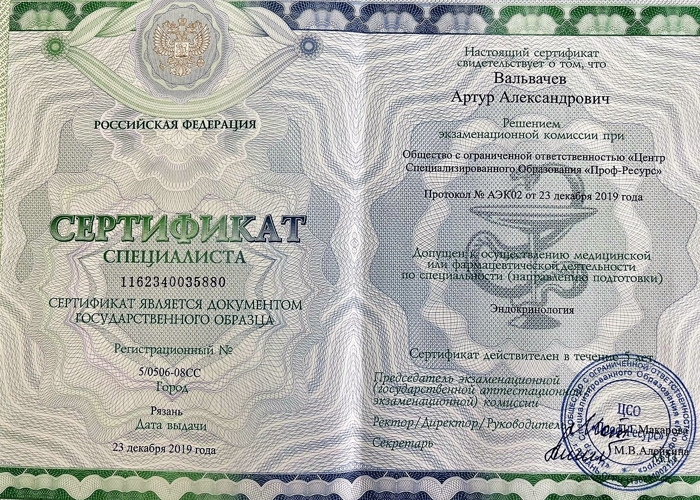 РОССИЙСКАЯ ФЕДЕРАЦИЯ
СЕРТИФИКАТ
СПЕЦИАЛИСТА
1162340035880
СЕРТИФИКАТ ЯВЛЯЕТСЯ ДОКУМЕНТОМ
ГОСУДАРСТВЕННОГО ОБРАЗЦА
Регистрационный №
5/0506-08СС
Город
Рязань
Дата выдачи
23 декабря 2019 года
Настоящий сертификат
свидетельствует о том, что
Вальвачев
Артур Александрович
Решением
экзаменационной комиссии при
Общество с ограниченной ответственностью «Центр
Специализированного Образования «Проф-Ресурс»
Протокол № АЭК02 от 23 декабря 2019 года
Допущен к осуществлению медицинской
или фармацевтической деятельности
по специальности (направлению подготовки)
Эндокринология
Сертификат действителен в течение 5 лет
Председатель экзаменационной
(государственной аттестационной
экзаменационной) комиссии
Ректор/Директор/Руководитель
Макарова
Секретарь
М.В.Алейкина
ЦСО